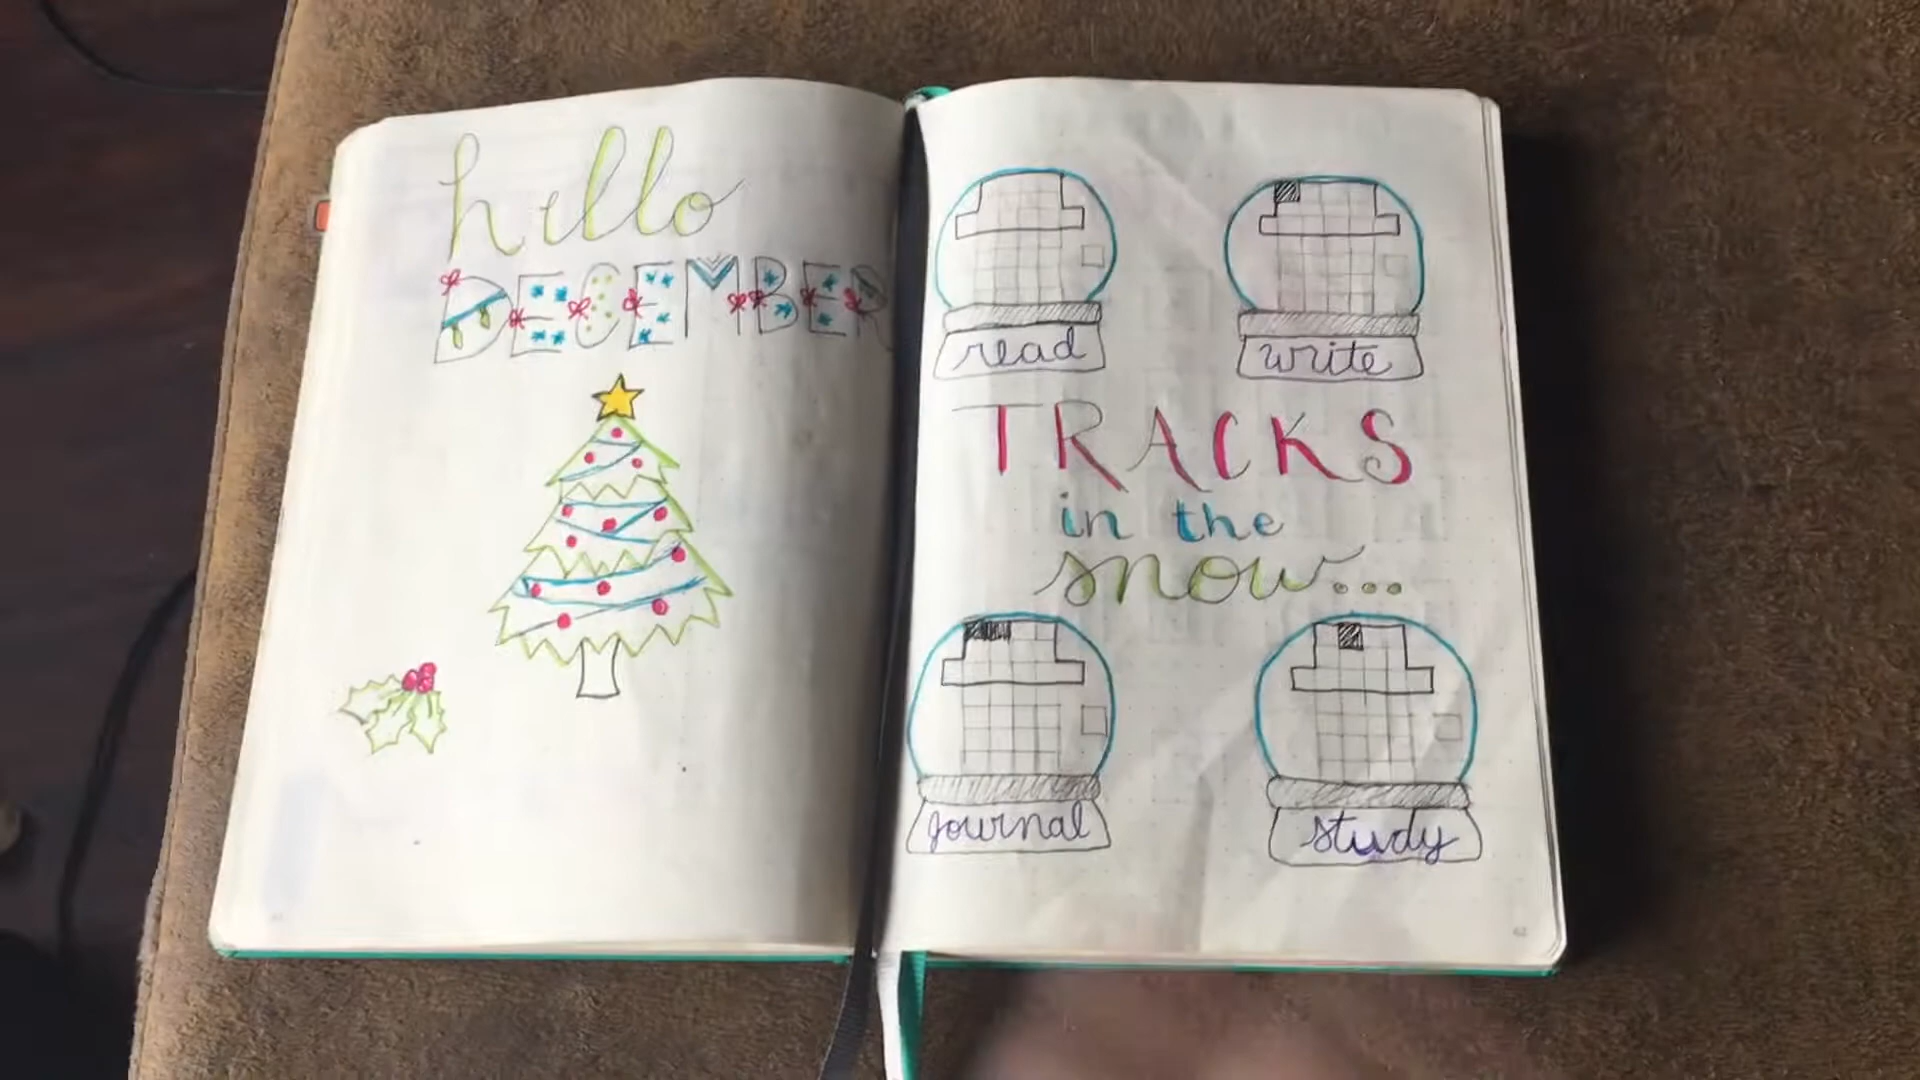 hello
DECEMBER
read
write
TRACKS
in the
snow...
journal
study